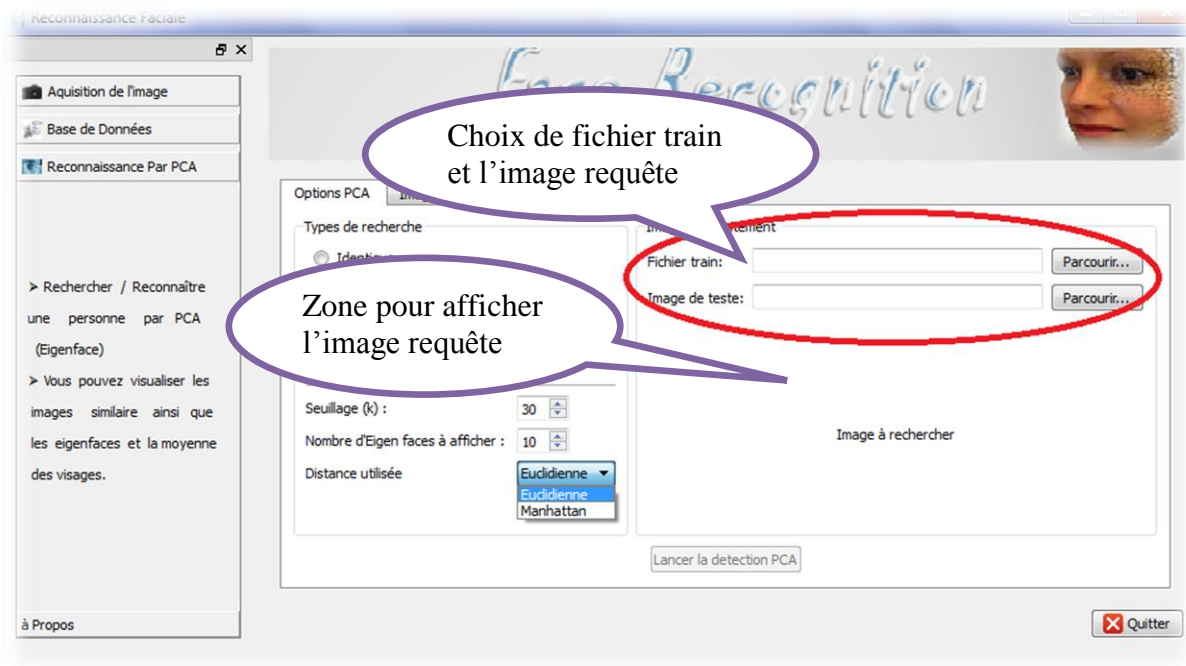 Reconnaissance Faciale
Face Recognition
Aquisition de l'image
Base de Données
Reconnaissance Par PCA
➢ Rechercher / Reconnaître
une personne par PCA
(Eigenface)
➢ Vous pouvez visualiser les
images similaire ainsi que
les eigenfaces et la moyenne
des visages.
à Propos
Choix de fichier train
et l'image requête
Options PCA
Types de recherche
Identique
Zone pour afficher
l'image requête
Seuillage (k) :
30
Nombre d'Eigen faces à afficher :
10
Distance utilisée
Euclidienne
Euclidienne
Manhattan
Fichier train:
Parcourir...
Image de teste:
Parcourir...
Image à rechercher
Lancer la detection PCA
Quitter